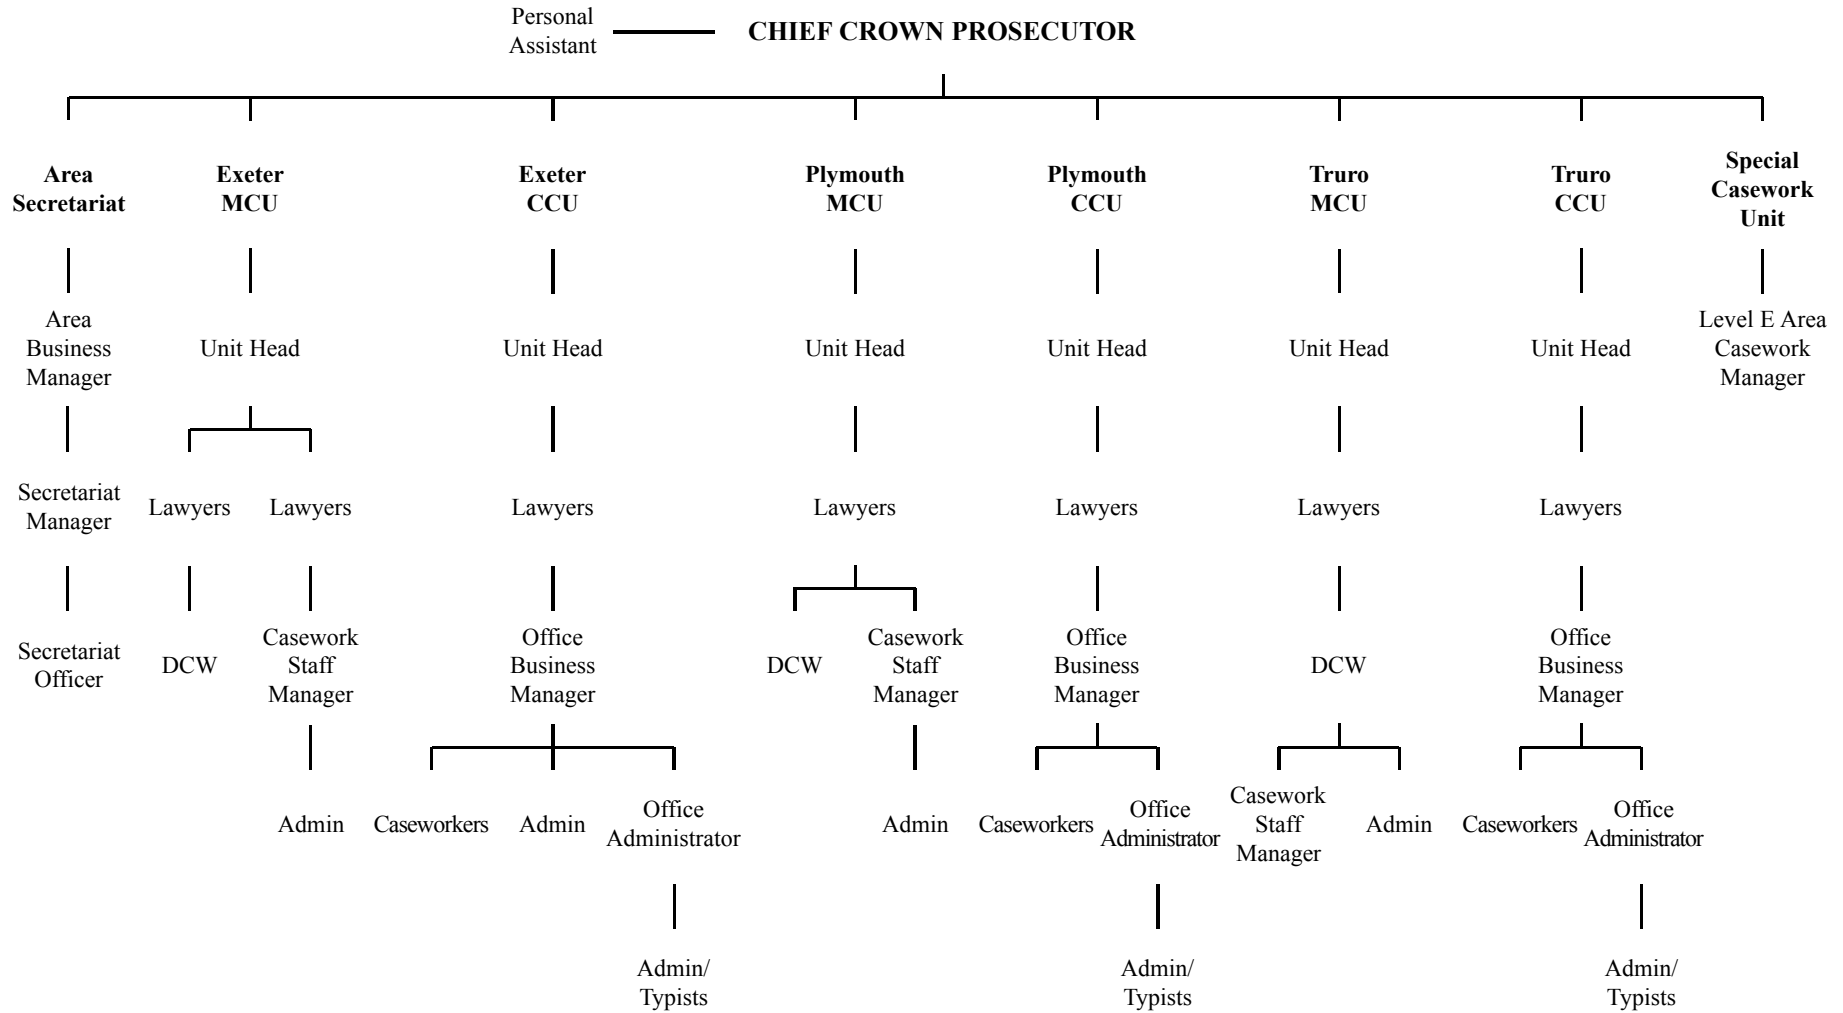 Personal
Assistant
CHIEF CROWN PROSECUTOR
Area
Secretariat
Exeter
MCU
Exeter
CCU
Plymouth
MCU
Plymouth
CCU
Truro
MCU
Truro
CCU
Special
Casework
Unit
Area
Business
Manager
Unit Head
Unit Head
Unit Head
Unit Head
Unit Head
Unit Head
Level E Area
Casework
Manager
Secretariat
Manager
Lawyers
Lawyers
Lawyers
Lawyers
Lawyers
Lawyers
Lawyers
Secretariat
Officer
DCW
Casework
Staff
Manager
Office
Business
Manager
DCW
Casework
Staff
Manager
Office
Business
Manager
DCW
Office
Business
Manager
Admin
Caseworkers
Admin
Office
Administrator
Admin
Caseworkers
Office
Administrator
Casework
Staff
Manager
Admin
Caseworkers
Office
Administrator
Admin/
Typists
Admin/
Typists
Admin/
Typists